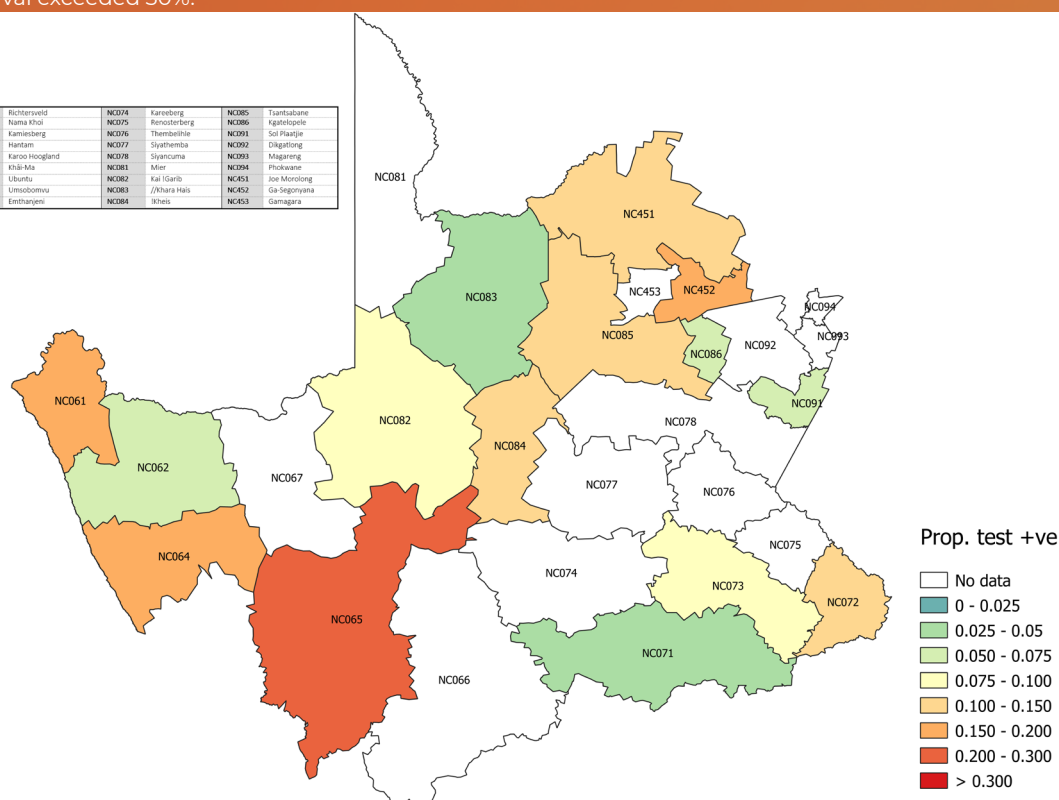 val exceeded 30%.
Richtersveld NC074 Kareeberg NC085 Tsantsabane
Nama Khoi NC075 Renosterberg NC086 Kgatelopele
Kamiesberg NC076 Thembelihle NC091 Sol Plaatjie
Hantam NC077 Siyathemba NC092 Dikgatlong
Karoo Hoogland NC078 Siyancuma NC093 Magareng
Khâi-Ma NC081 Mier NC094 Phokwane
Ubuntu NC082 Kai !Garib NC451 Joe Morolong
Umsobomvu NC083 //Khara Hais NC452 Ga-Segonyana
Emthanjeni NC084 !Kheis NC453 Gamagara
NC081
NC451
NC083
NC453
NC452
NC094
NC085
NC086
NC092
NC093
NC061
NC082
NC091
NC084
NC078
NC062
NC067
NC077
NC076
NC064
NC074
NC075
NC073
NC072
NC065
NC071
NC066
Prop. test +ve
No data
0 - 0.025
0.025 - 0.05
0.050 - 0.075
0.075 - 0.100
0.100 - 0.150
0.150 - 0.200
0.200 - 0.300
> 0.300